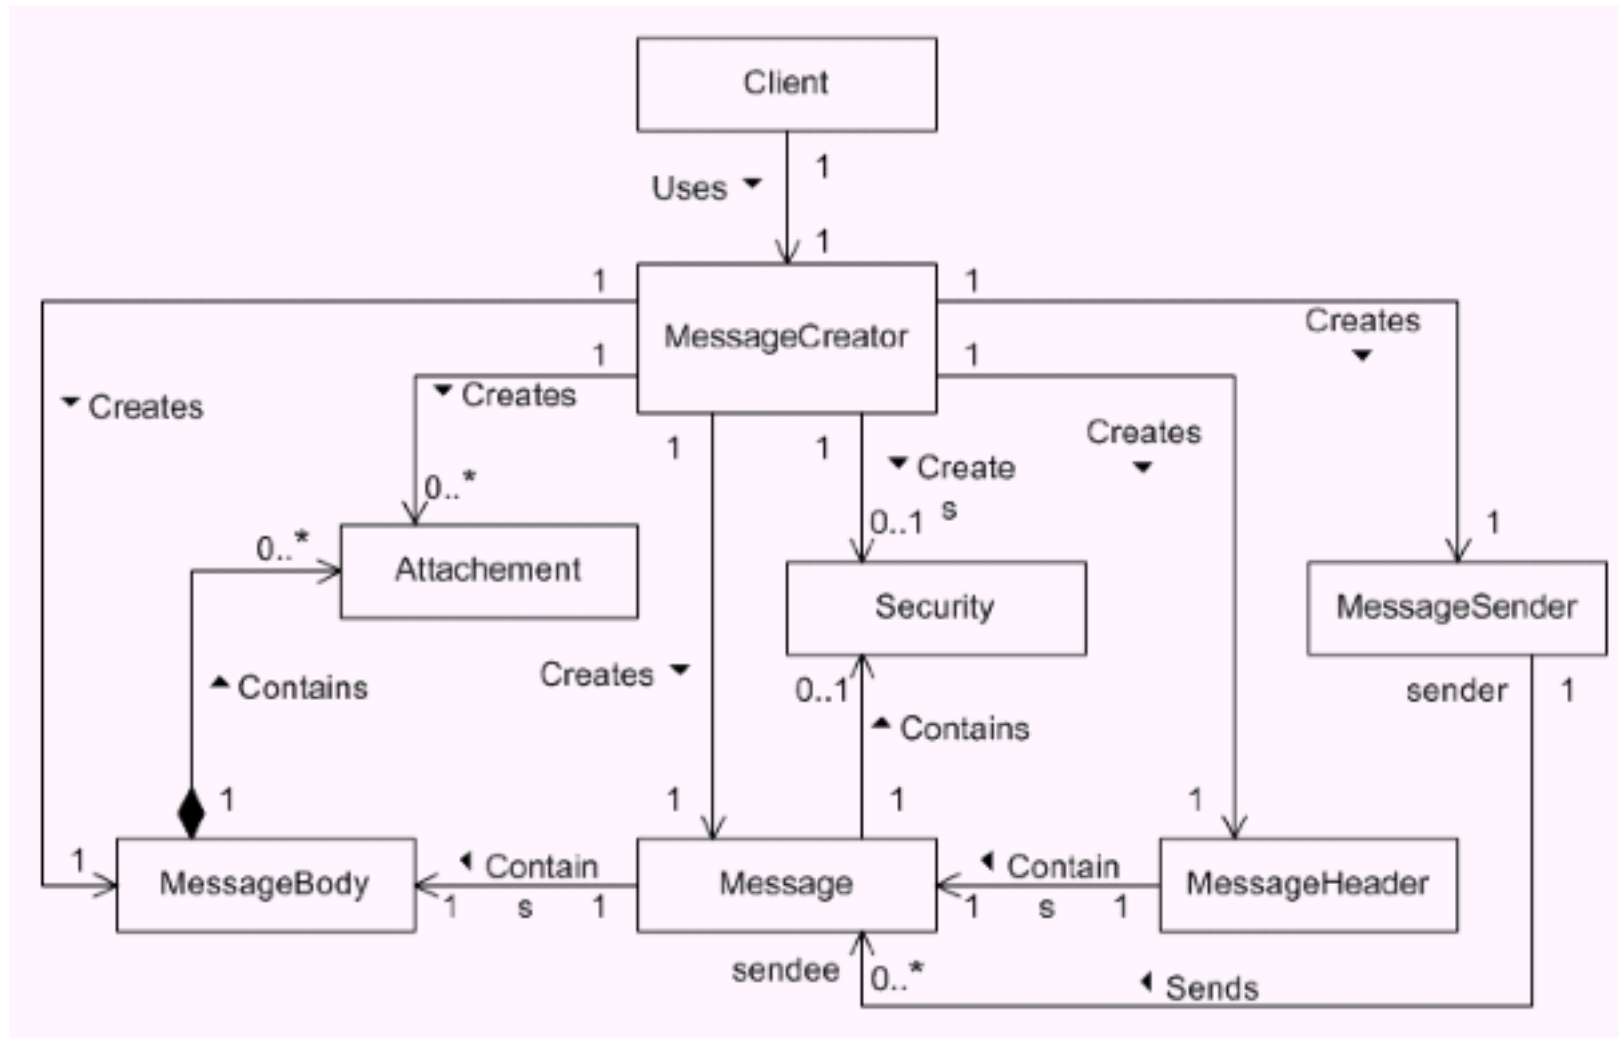 Client
1
Uses
1
1
1
MessageCreator
Creates
1
1
Creates
Creates
1
1
Creates
Create
s
0..*
0..1
1
0..*
Attachement
Security
MessageSender
Creates
Contains
0..1
sender
1
Contains
1
1
1
1
1
MessageBody
Contain
s
1
1
Message
Contain
s
1
1
MessageHeader
sendee
0..*
Sends